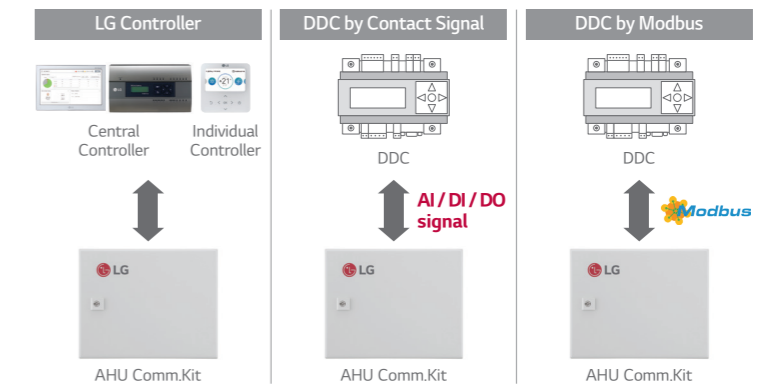 LG Controller
DDC by Contact Signal
DDC by Modbus
Central
Controller
Individual
Controller
DDC
DDC
AI / DI / DO
signal
Modbus
LG
LG
LG
AHU Comm.Kit
AHU Comm.Kit
AHU Comm.Kit